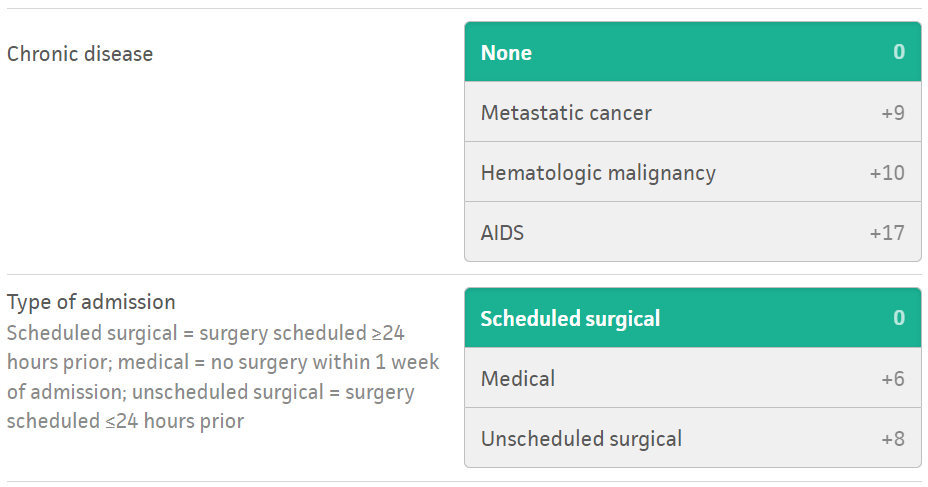 Chronic disease
None 0
Metastatic cancer +9
Hematologic malignancy +10
AIDS +17
Type of admission
Scheduled surgical = surgery scheduled ≥24
hours prior; medical = no surgery within 1 week
of admission; unscheduled surgical = surgery
scheduled ≤24 hours prior
Scheduled surgical 0
Medical +6
Unscheduled surgical +8